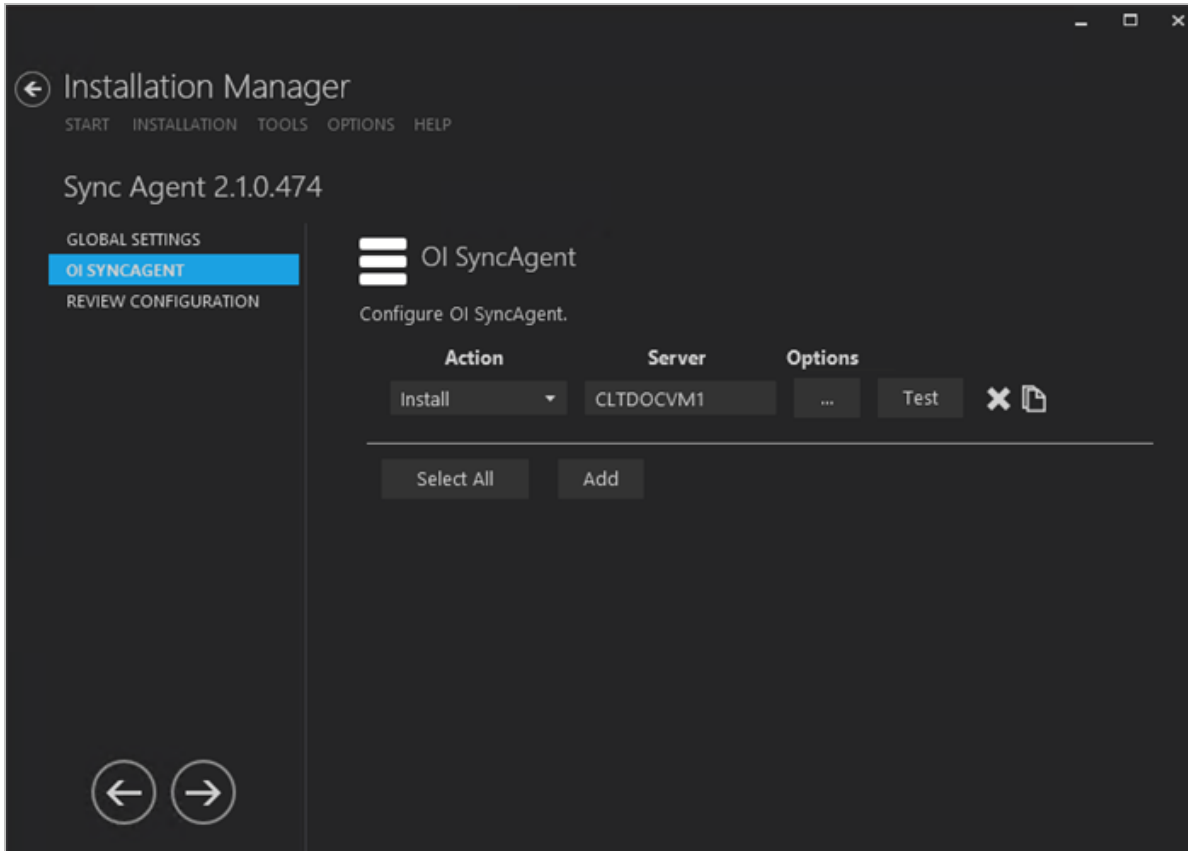 Installation Manager
START INSTALLATION TOOLS OPTIONS HELP
Sync Agent 2.1.0.474
GLOBAL SETTINGS
OI SYNCAGENT
REVIEW CONFIGURATION
OI SyncAgent
Configure OI SyncAgent.
Action Server Options
Install CLTDOCVM1 ... Test
Select All Add